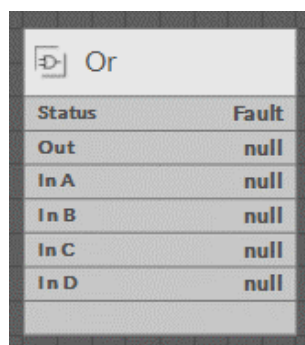 Or
Status Fault
Out null
In A null
In B null
In C null
In D null